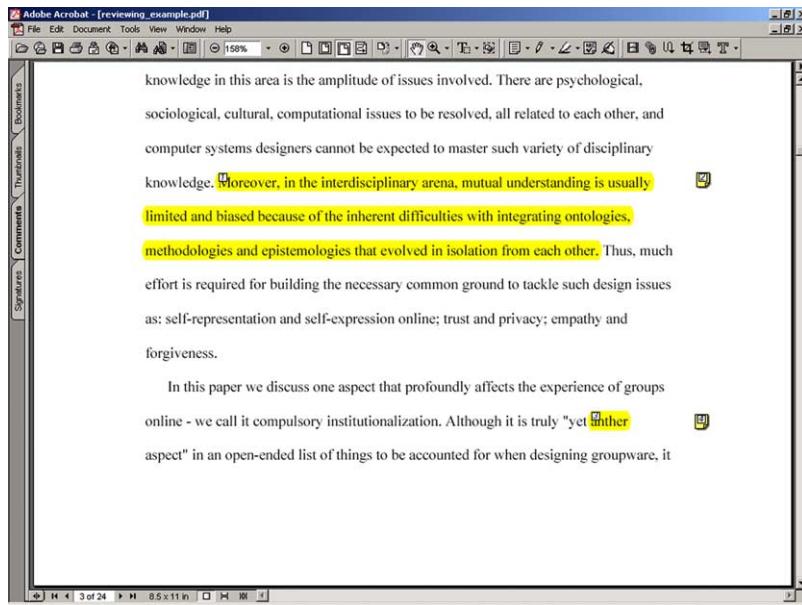 Adobe Acrobat - [reviewing_example.pdf]
File Edit Document Tools View Window Help
158%
Bookmarks
Thumbnails
Comments
Signatures
knowledge in this area is the amplitude of issues involved. There are psychological,
sociological, cultural, computational issues to be resolved, all related to each other, and
computer systems designers cannot be expected to master such variety of disciplinary
knowledge. Moreover, in the interdisciplinary arena, mutual understanding is usually
limited and biased because of the inherent difficulties with integrating ontologies,
methodologies and epistemologies that evolved in isolation from each other. Thus, much
effort is required for building the necessary common ground to tackle such design issues
as: self-representation and self-expression online; trust and privacy; empathy and
forgiveness.
In this paper we discuss one aspect that profoundly affects the experience of groups
online - we call it compulsory institutionalization. Although it is truly "yet anther
aspect" in an open-ended list of things to be accounted for when designing groupware, it
3 of 24 8.5 x 11 in